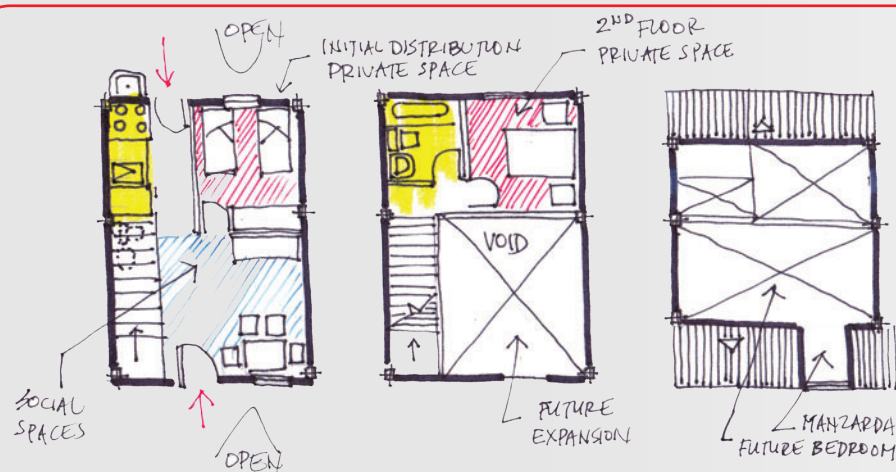 OPEN
INITIAL DISTRIBUTION
PRIVATE SPACE
2ND FLOOR
PRIVATE SPACE
VOID
SOCIAL
SPACES
OPEN
FUTURE
EXPANSION
MANZARDA
FUTURE BEDROOM